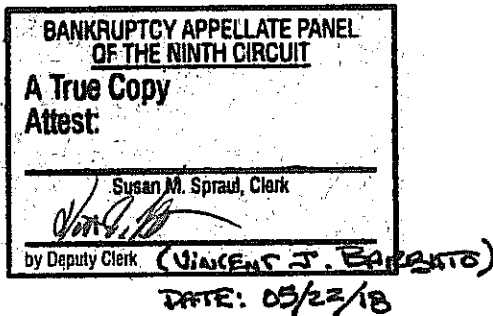 BANKRUPTCY APPELLATE PANEL
OF THE NINTH CIRCUIT
A True Copy
Attest:
Susan M. Spraul, Clerk
by Deputy Clerk (VINCENT J. BARBATO)
DATE: 05/22/18